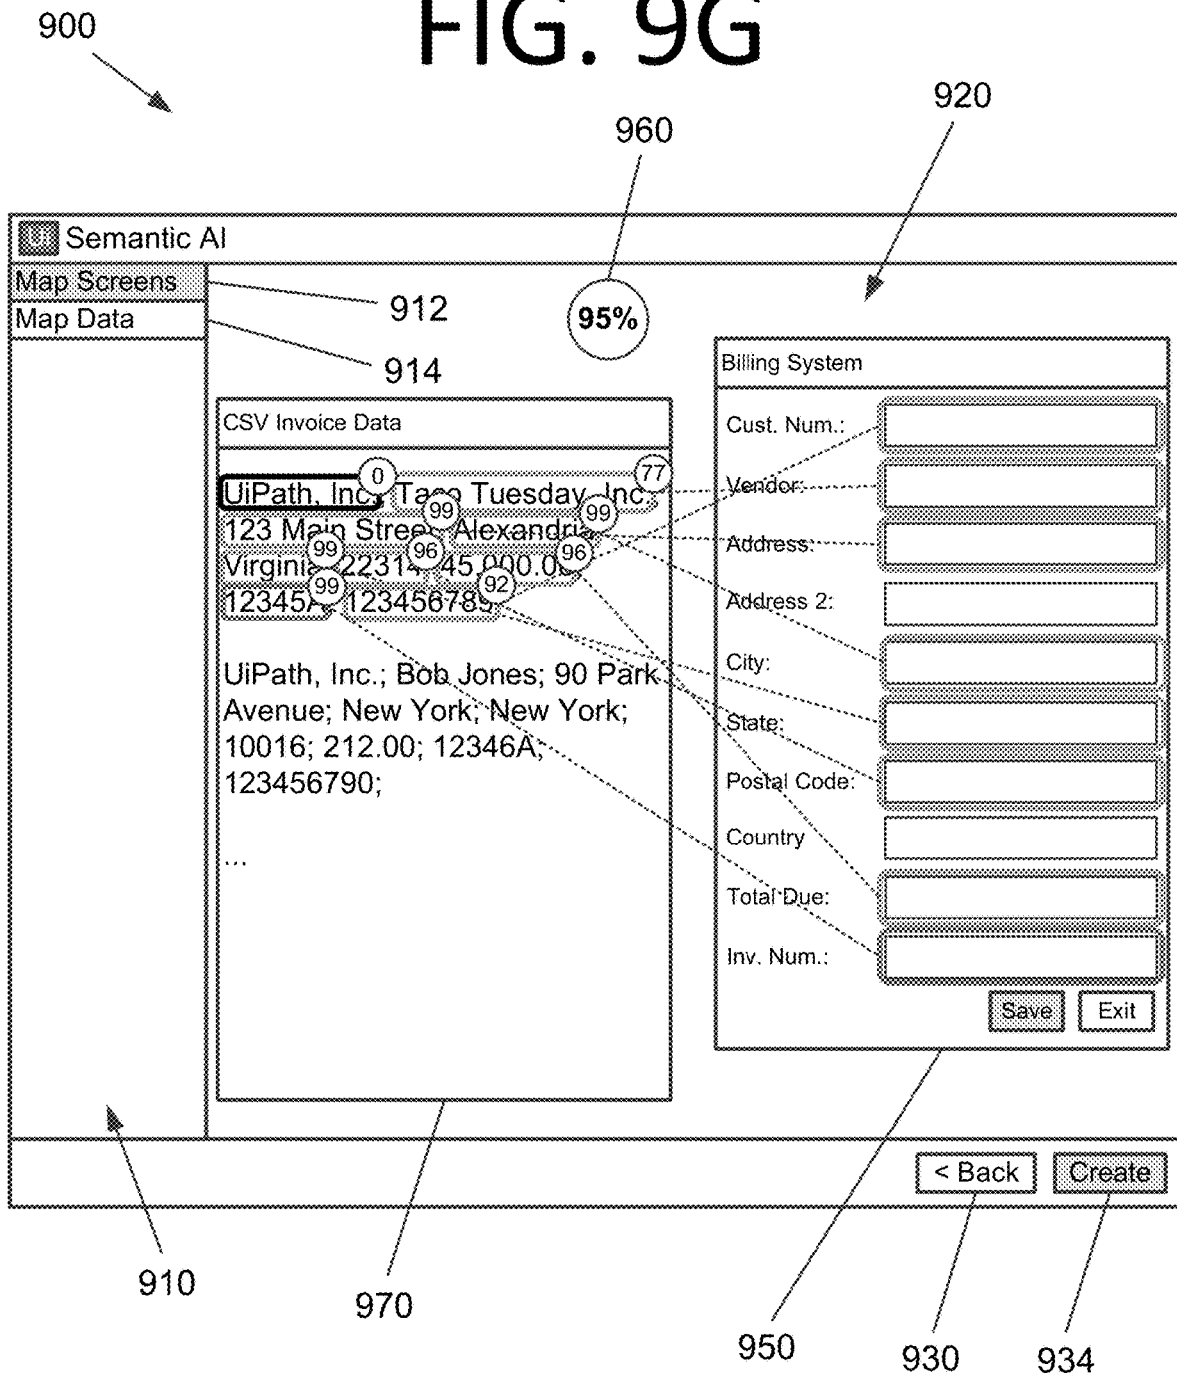 FIG. 9G
900
920
960
Ui Semantic AI
Map Screens
912
95%
Map Data
914
Billing System
CSV Invoice Data
Cust. Num.:
0
77
UiPath, Inc.; Taco Tuesday, Inc.
Vendor:
99
99
123 Main Street Alexandria
Address:
99
96
96
Virginia 22314 45,000.00
99
92
12345A 123456789
Address 2:
UiPath, Inc.; Bob Jones; 90 Park
City:
Avenue; New York; New York;
State:
10016; 212.00; 12346A;
123456790;
Postal Code:
Country
...
Total Due:
Inv. Num.:
Save
Exit
< Back
Create
910
970
950
930
934